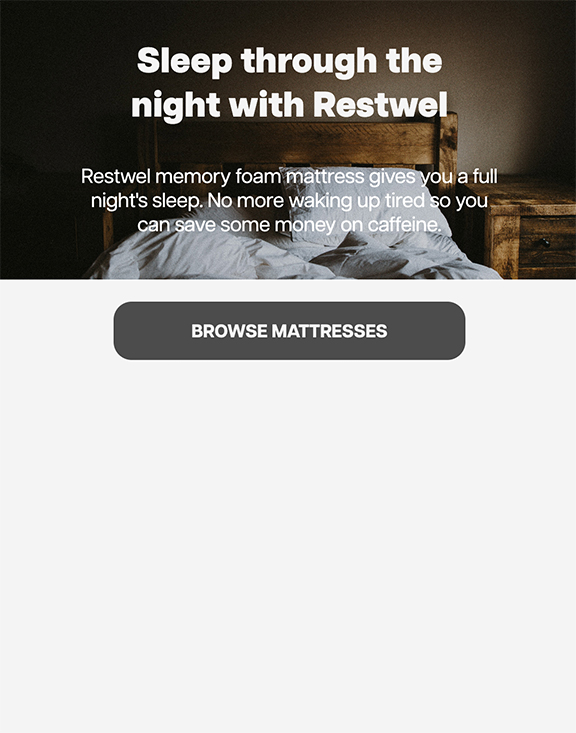 Sleep through the
night with Restwel
Restwel memory foam mattress gives you a full
night's sleep. No more waking up tired so you
can save some money on caffeine.
BROWSE MATTRESSES